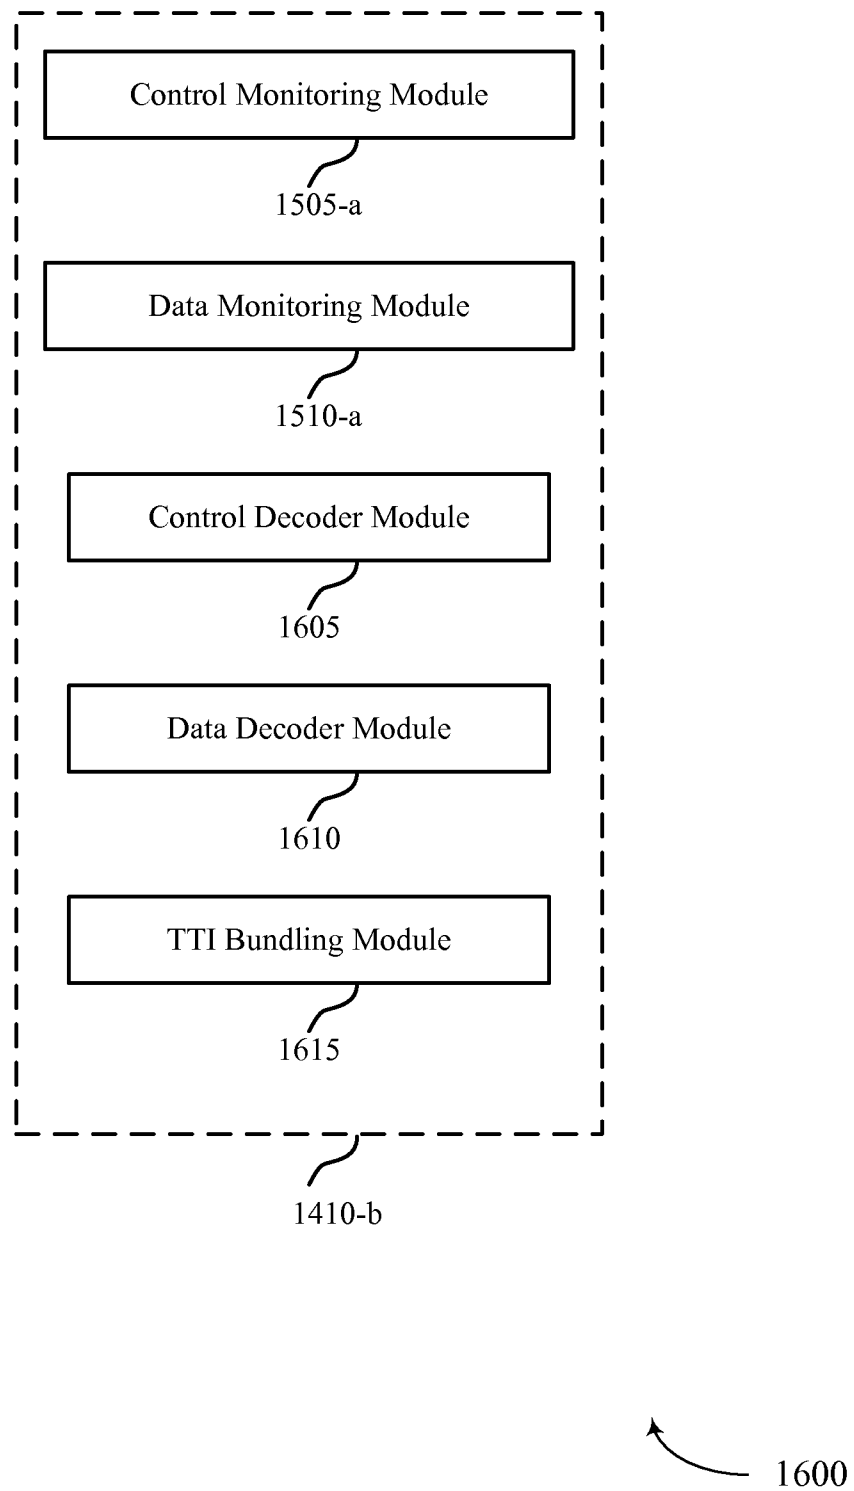 Control Monitoring Module
1505-a
Data Monitoring Module
1510-a
Control Decoder Module
1605
Data Decoder Module
1610
TTI Bundling Module
1615
1410-b
1600